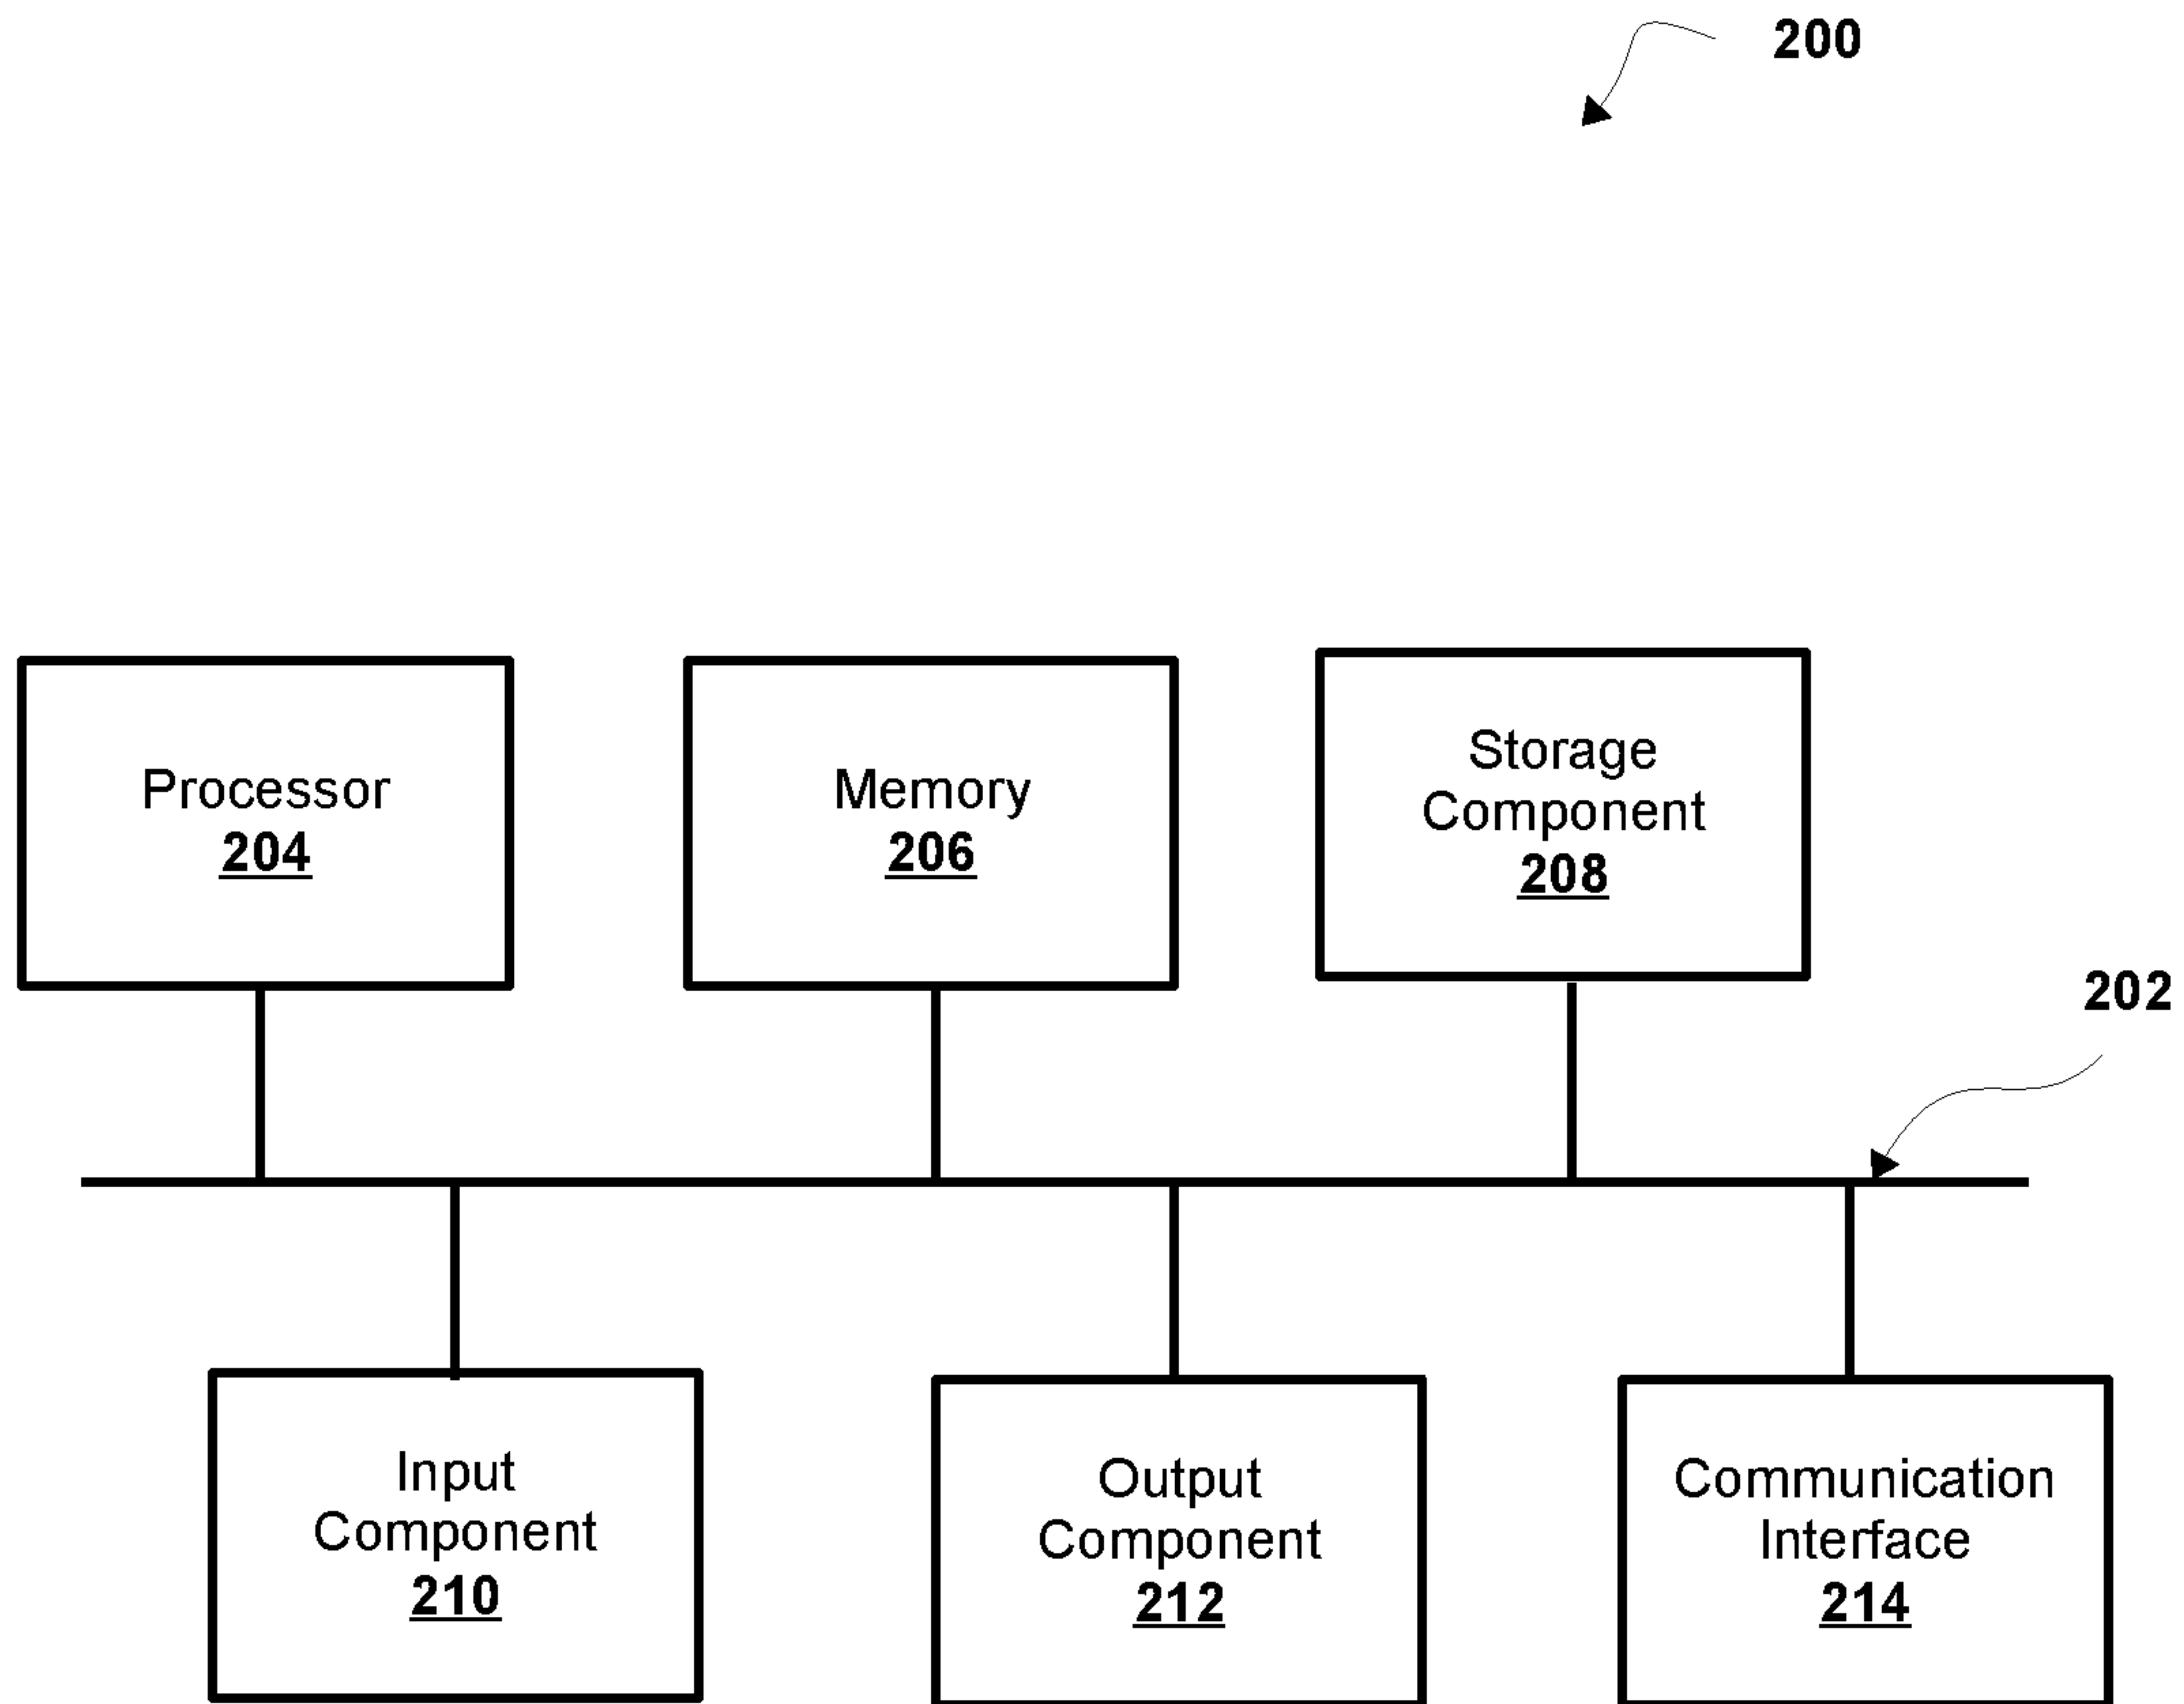 200
Processor
204
Memory
206
Storage
Component
208
202
Input
Component
210
Output
Component
212
Communication
Interface
214